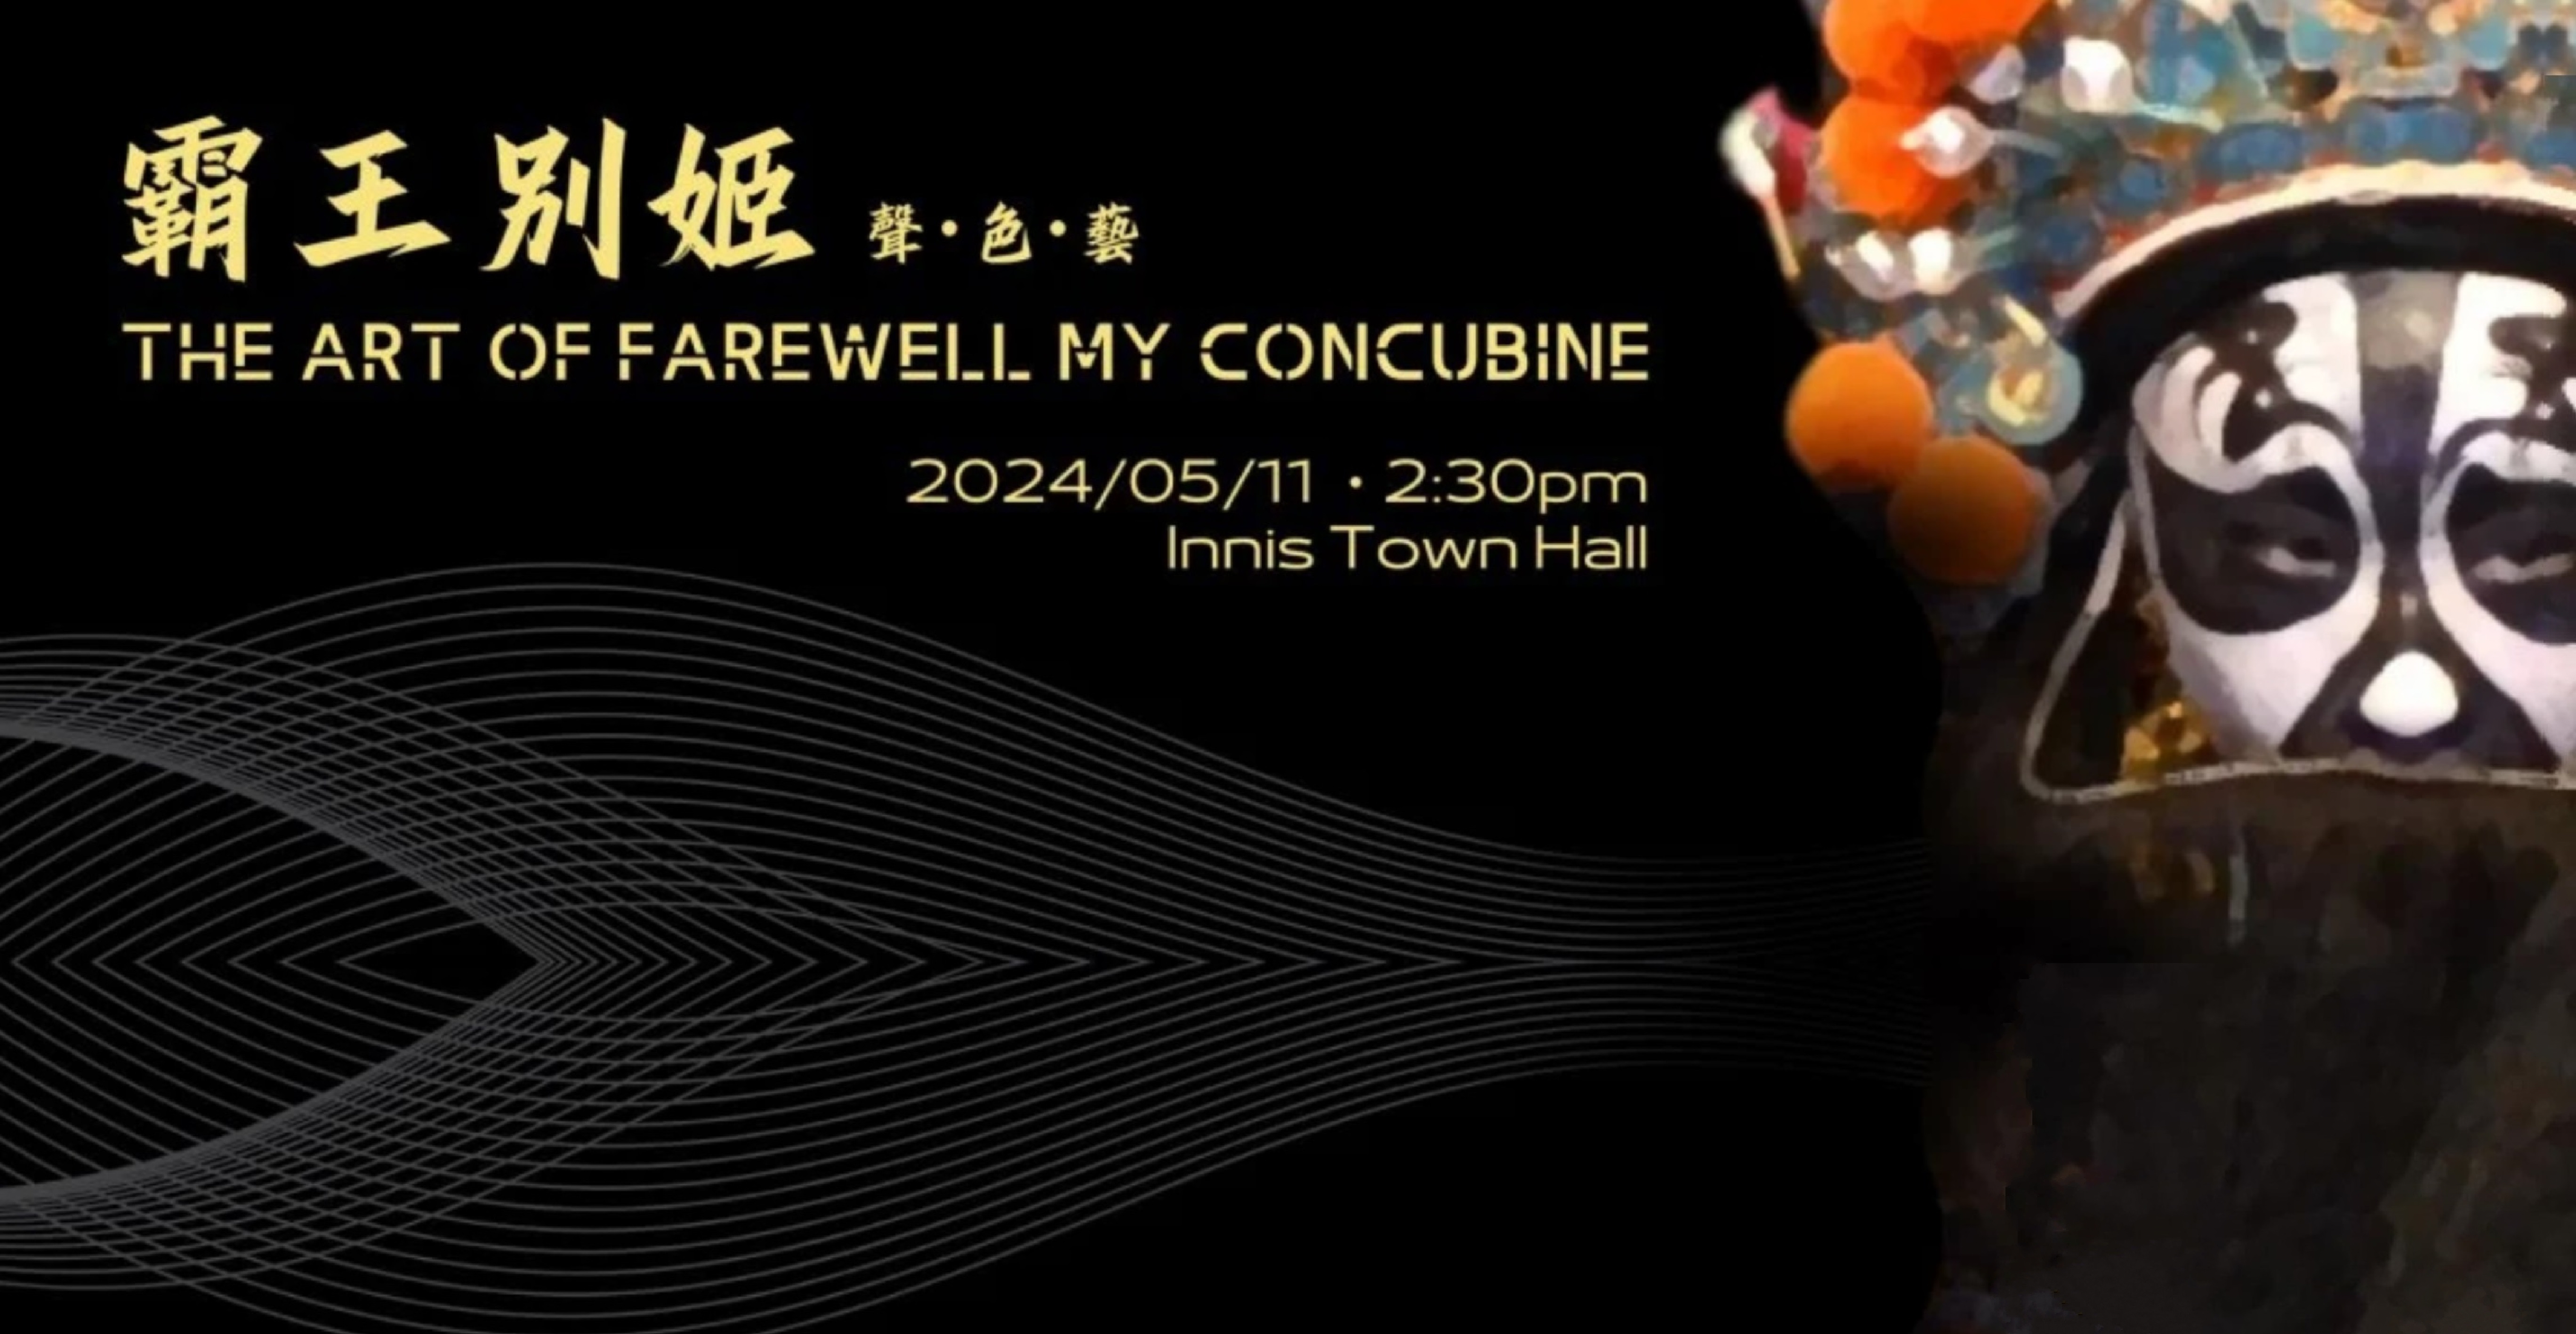 霸王別姬 聲·色·藝
THE ART OF FAREWELL MY CONCUBINE
2024/05/11 · 2:30pm
Innis Town Hall